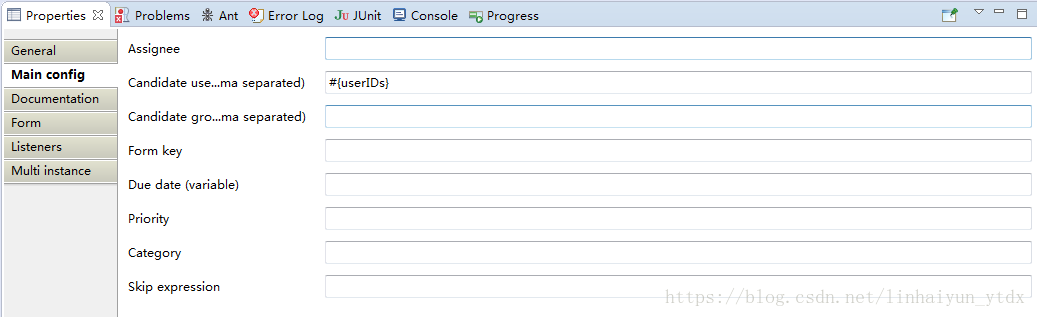 Properties Problems Ant Error Log JUnit Console Progress
General
Main config
Documentation
Form
Listeners
Multi instance
Assignee
Candidate use...ma separated) #{userIDs}
Candidate gro...ma separated)
Form key
Due date (variable)
Priority
Category
Skip expression
https://blog.csdn.net/linhaiyun_ytdx